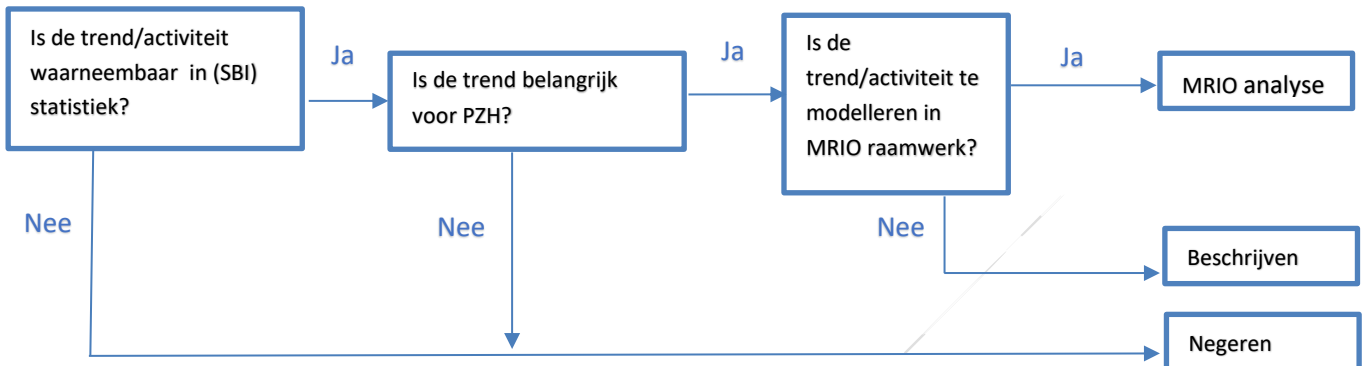 Is de trend/activiteit
waarneembaar in (SBI)
statistiek?
Ja
Is de trend belangrijk
voor PZH?
Ja
Is de
trend/activiteit te
modelleren in
MRIO raamwerk?
Ja
MRIO analyse
Nee
Nee
Nee
Beschrijven
Negeren